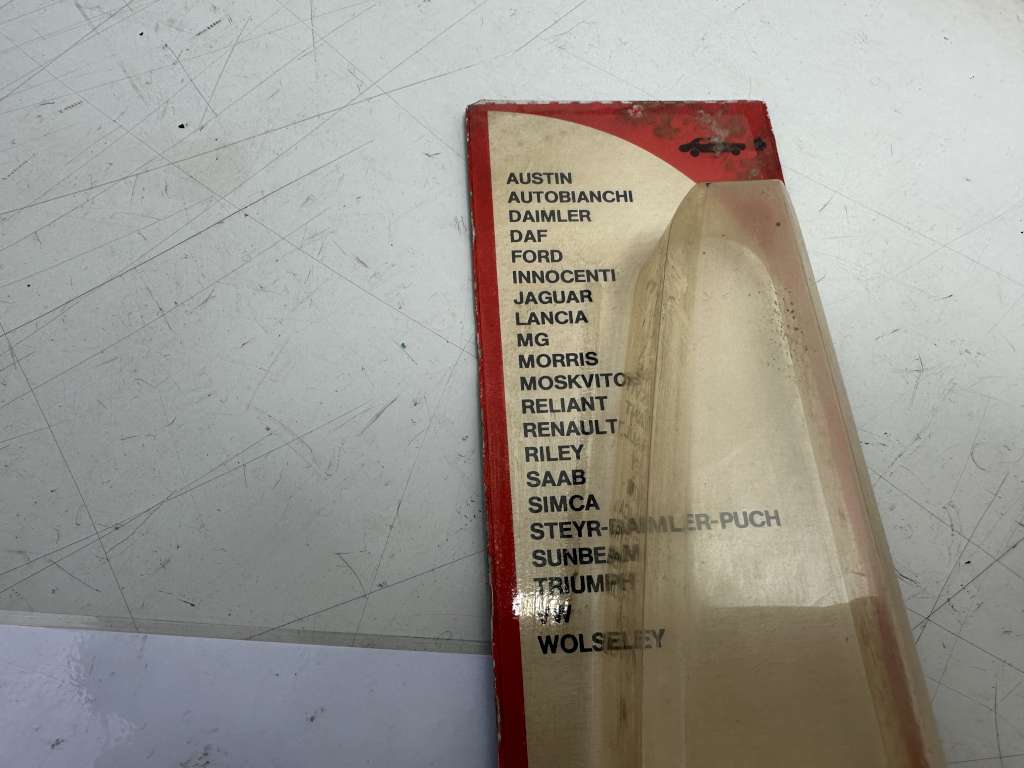 AUSTIN
AUTOBIANCHI
DAIMLER
DAF
FORD
INNOCENTI
JAGUAR
LANCIA
MG
MORRIS
MOSKVITCH
RELIANT
RENAULT
RILEY
SAAB
SIMCA
STEYR-DAIMLER-PUCH
SUNBEAM
TRIUMPH
VW
WOLSELEY